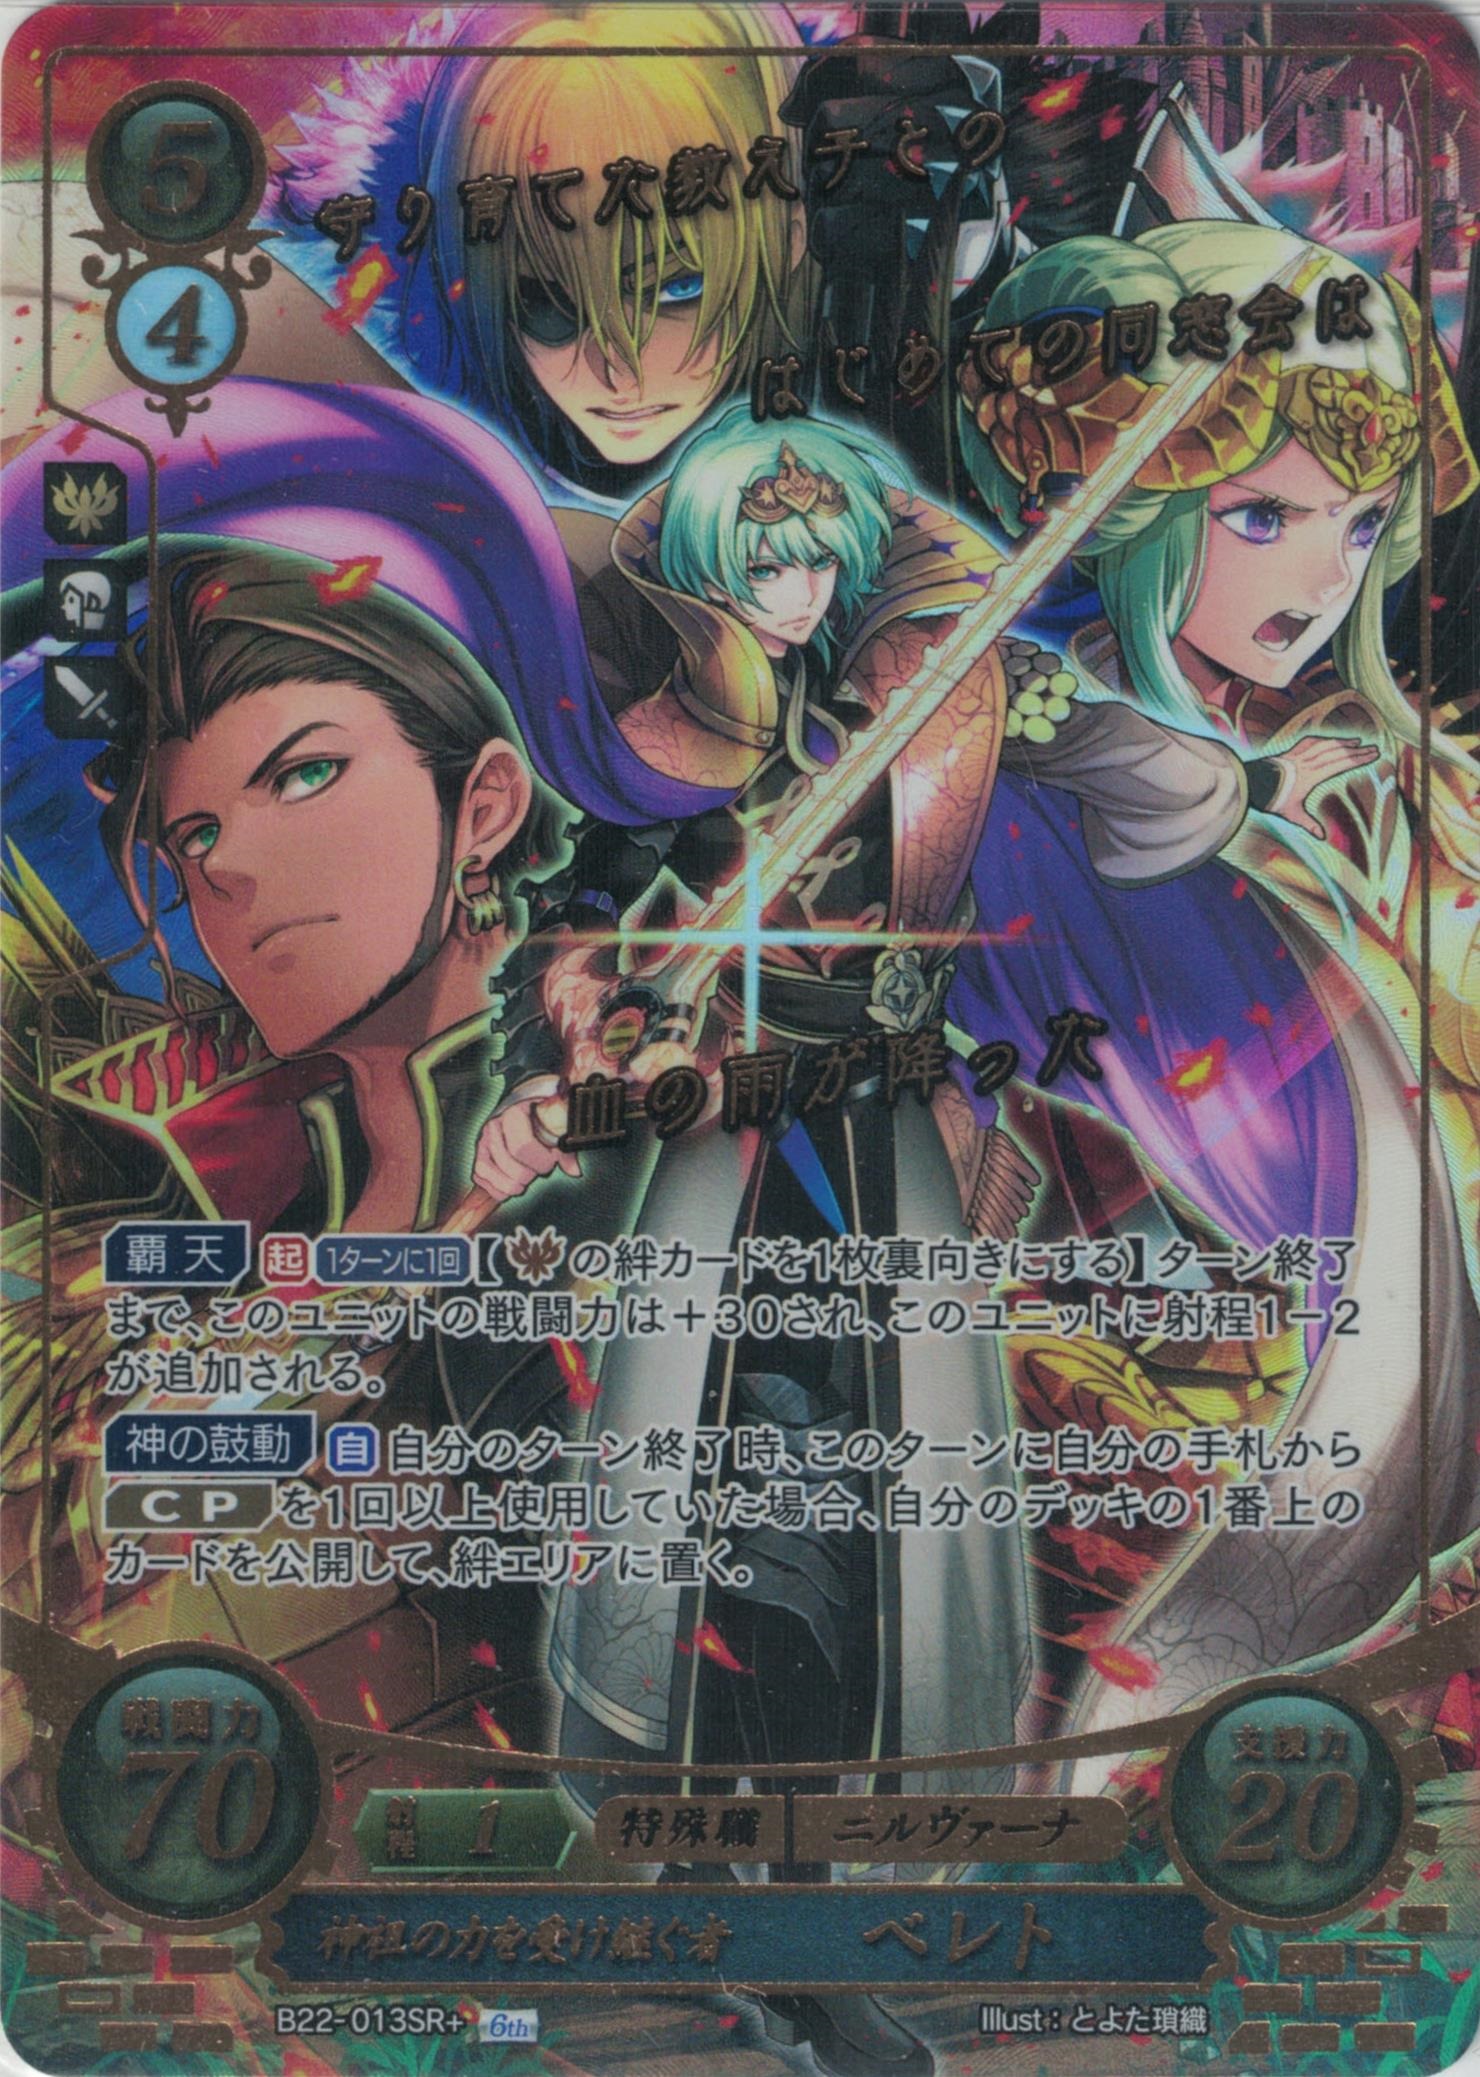 5
4
守り育てた教え子との
はじめての同窓会は
血の雨が降った
覇天 起 1ターンに1回【の絆カードを1枚裏向きにする】ターン終了
まで、このユニットの戦闘力は＋30され、このユニットに射程1－2
が追加される。
神の鼓動 自 自分のターン終了時、このターンに自分の手札から
CPを1回以上使用していた場合、自分のデッキの1番上の
カードを公開して、絆エリアに置く。
戦闘力
70
射程 1
特殊職 ニルヴァーナ
支援力
20
神祖の力を受け継ぐ者 ベレト
B22-013SR+ 6th
Illust：とよた瑣織